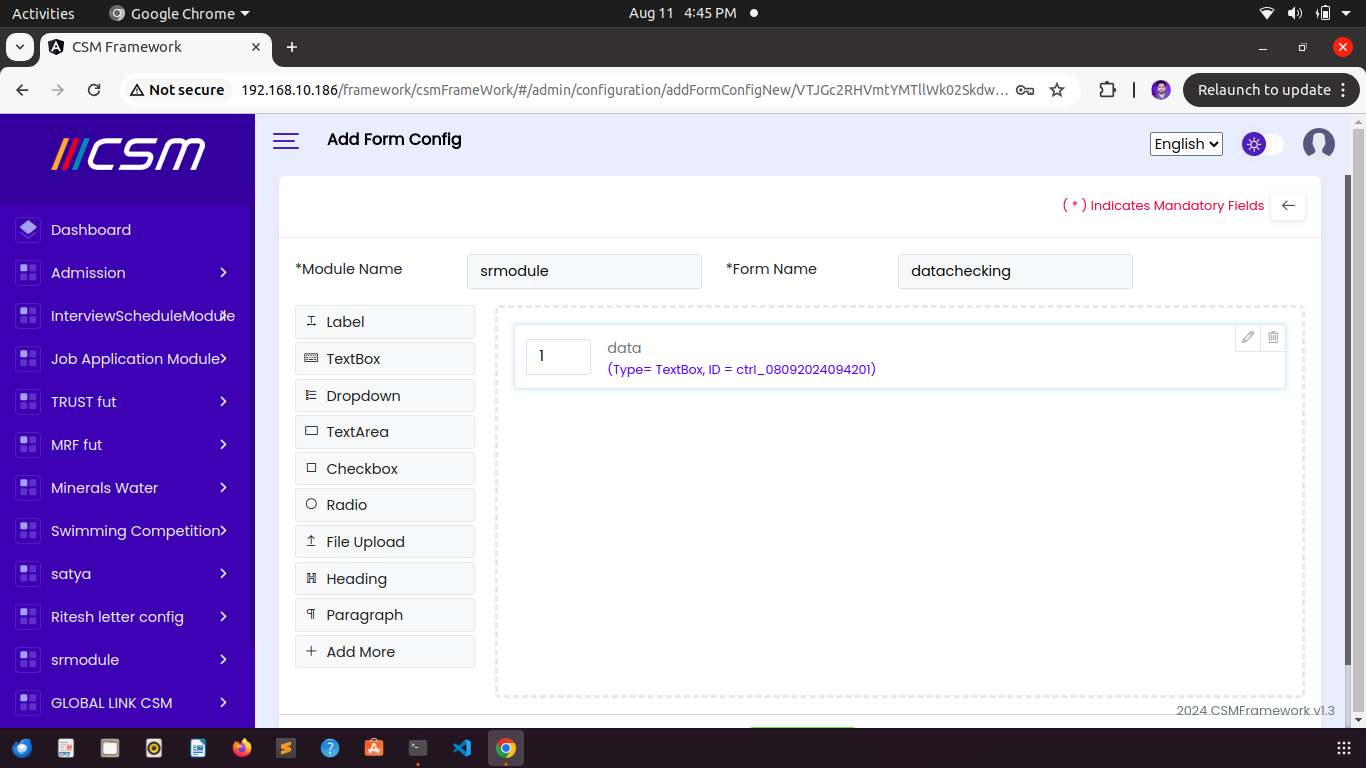 Activities
Google Chrome
Aug 11 4:45 PM
CSM Framework
Not secure
192.168.10.186/framework/csmFrameWork/#/admin/configuration/addFormConfigNew/VTJGc2RHVmtYMTllWk02Skdw...
Relaunch to update
CSM
Add Form Config
English
( * ) Indicates Mandatory Fields
Dashboard
Admission
InterviewScheduleModule
Job Application Module
TRUST fut
MRF fut
Minerals Water
Swimming Competition
satya
Ritesh letter config
srmodule
GLOBAL LINK CSM
*Module Name
srmodule
*Form Name
datachecking
Label
TextBox
Dropdown
TextArea
Checkbox
Radio
File Upload
Heading
Paragraph
Add More
1
data
(Type= TextBox, ID = ctrl_08092024094201)
2024 CSMFramework v1.3